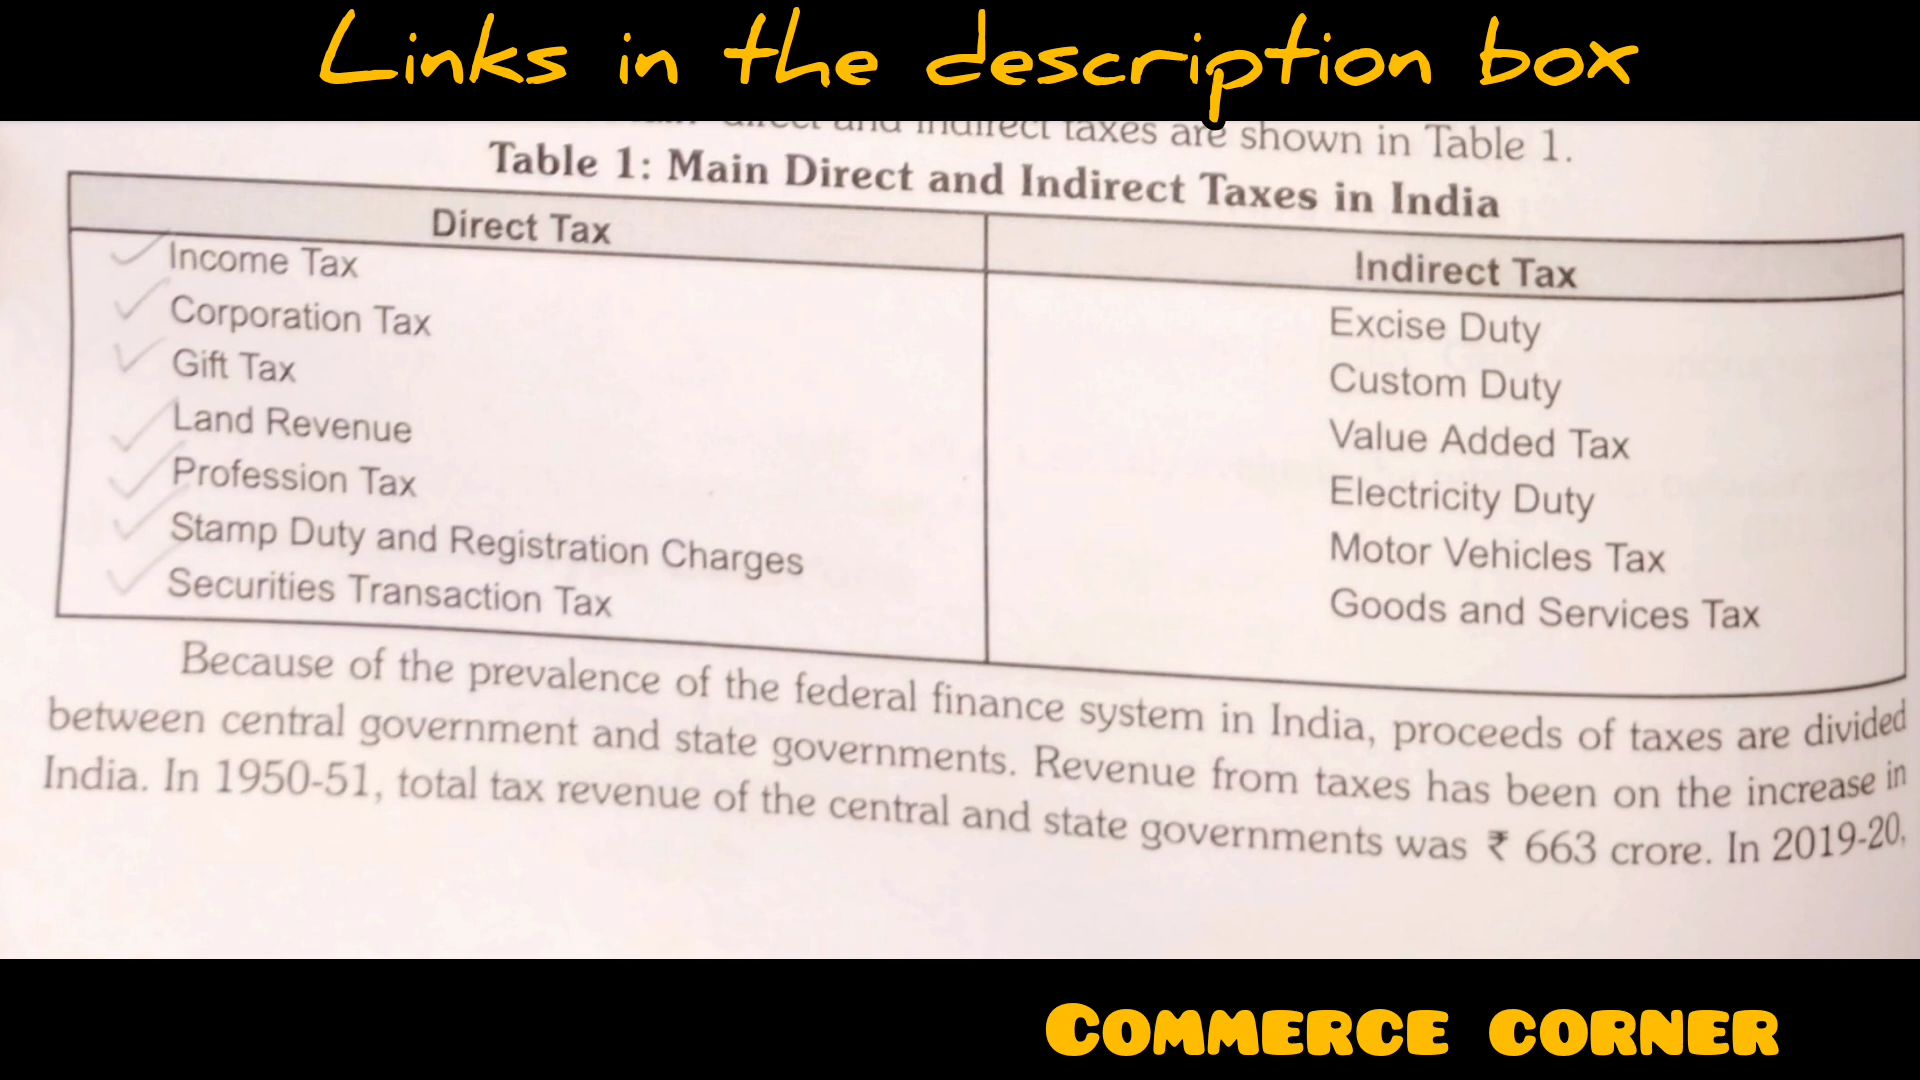 Links in the description box
direct and indirect taxes are shown in Table 1.
Table 1: Main Direct and Indirect Taxes in India
Direct Tax
Income Tax
Corporation Tax
Gift Tax
Land Revenue
Profession Tax
Stamp Duty and Registration Charges
Securities Transaction Tax
Indirect Tax
Excise Duty
Custom Duty
Value Added Tax
Electricity Duty
Motor Vehicles Tax
Goods and Services Tax
Because of the prevalence of the federal finance system in India, proceeds of taxes are divided
between central government and state governments. Revenue from taxes has been on the increase in
India. In 1950-51, total tax revenue of the central and state governments was ₹ 663 crore. In 2019-20,
COMMERCE CORNER